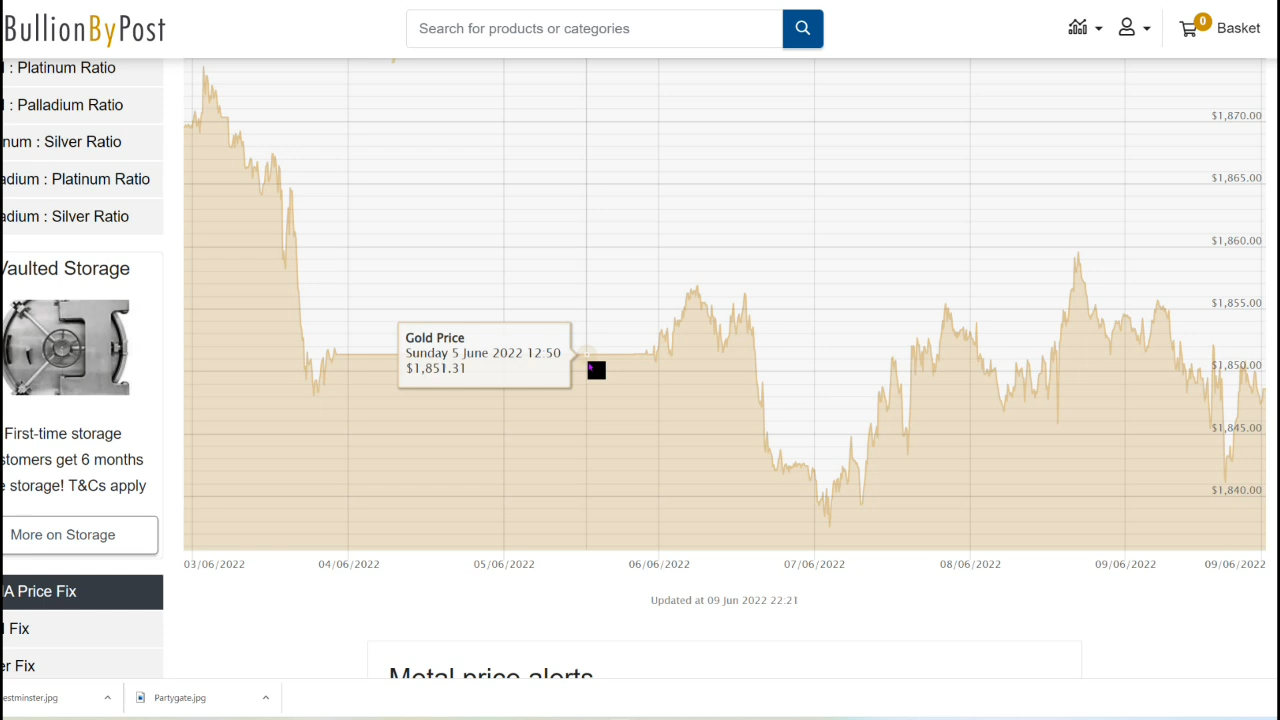 BullionByPost
Search for products or categories
0
Basket
: Platinum Ratio
: Palladium Ratio
num : Silver Ratio
adium : Platinum Ratio
adium : Silver Ratio
Vaulted Storage
First-time storage
stomers get 6 months
e storage! T&Cs apply
More on Storage
A Price Fix
l Fix
er Fix
$1,870.00
$1,865.00
$1,860.00
$1,855.00
$1,850.00
$1,845.00
$1,840.00
Gold Price
Sunday 5 June 2022 12:50
$1,851.31
03/06/2022
04/06/2022
05/06/2022
06/06/2022
07/06/2022
08/06/2022
09/06/2022
09/06/2022
Updated at 09 Jun 2022 22:21
Metal price alerts
estminster.jpg
Partygate.jpg